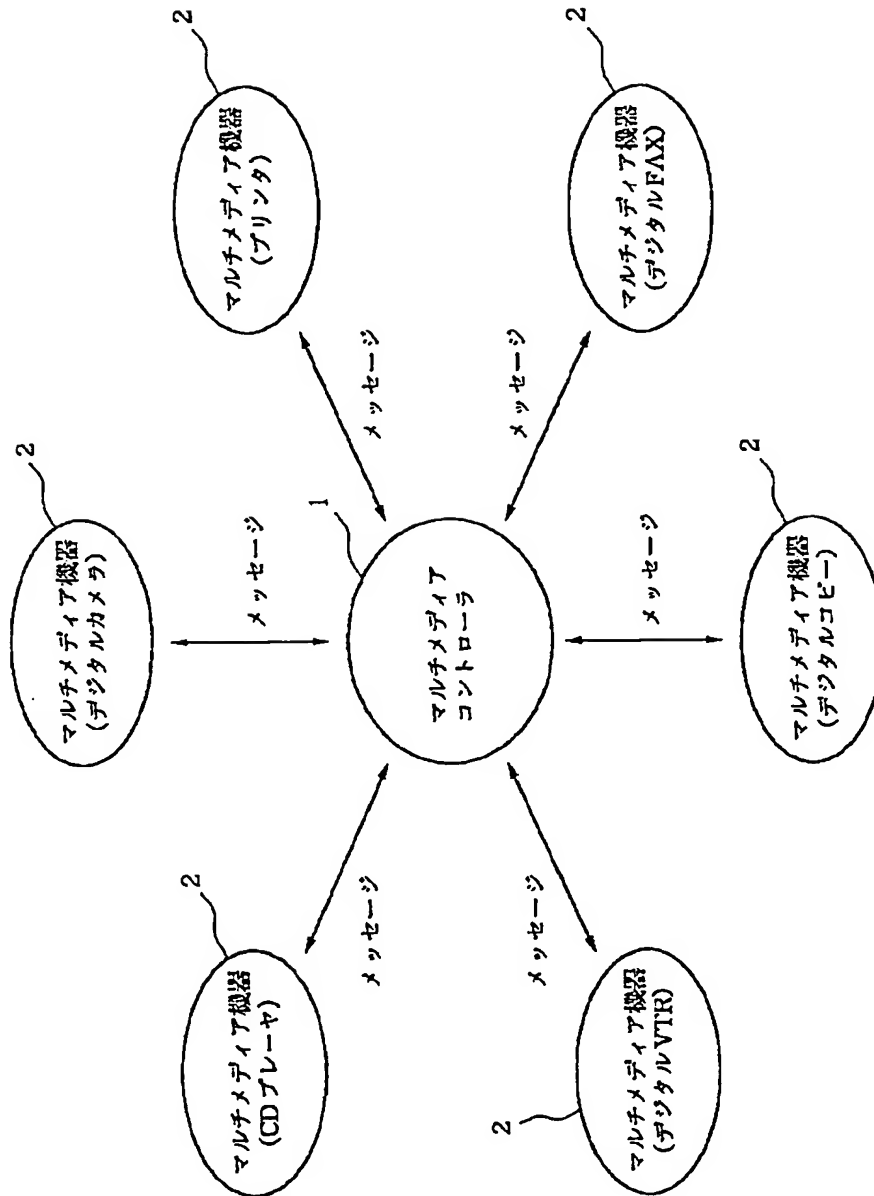 2
マルチメディア機器
(デジタルカメラ)
メッセージ
2
マルチメディア機器
(CDプレーヤ)
メッセージ
2
マルチメディア機器
(プリンタ)
メッセージ
1
マルチメディア
コントローラ
メッセージ
2
マルチメディア機器
(デジタルVTR)
メッセージ
2
マルチメディア機器
(デジタルFAX)
メッセージ
2
マルチメディア機器
(デジタルコピー)